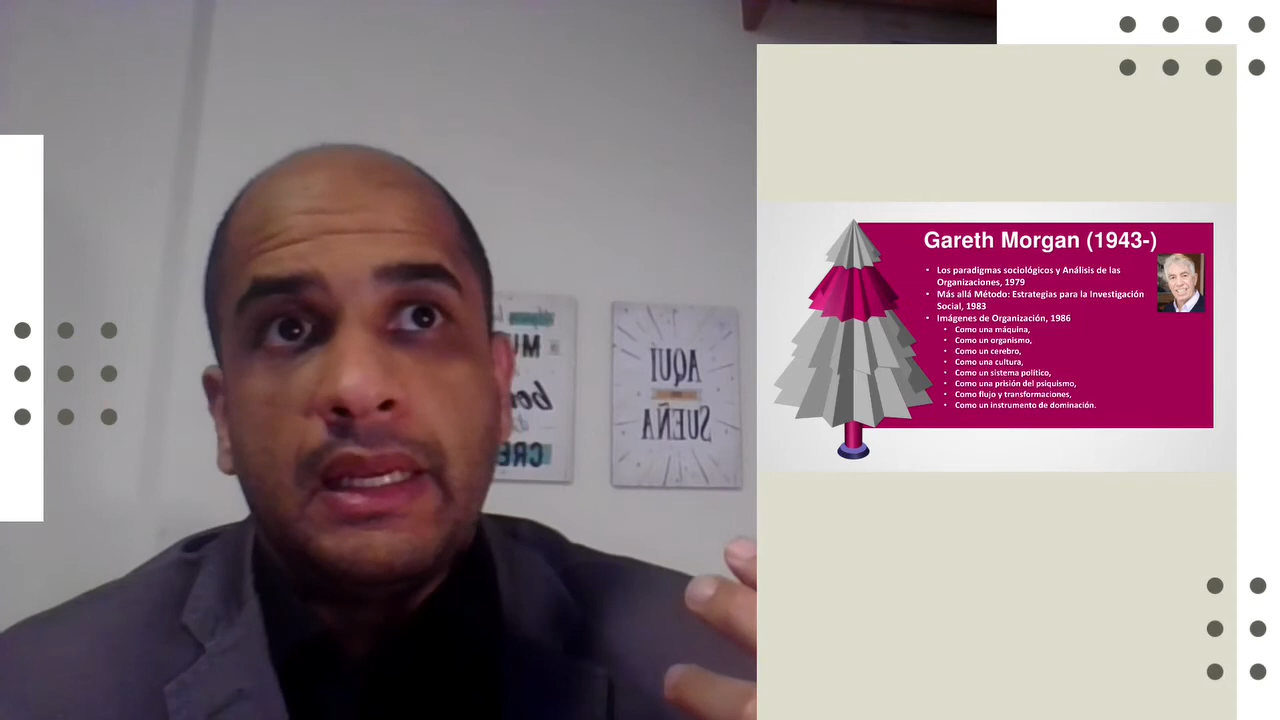 Gareth Morgan (1943-)
• Los paradigmas sociológicos y Análisis de las
Organizaciones, 1979
• Más allá Método: Estrategias para la Investigación
Social, 1983
• Imágenes de Organización, 1986
• Como una máquina,
• Como un organismo,
• Como un cerebro,
• Como una cultura,
• Como un sistema político,
• Como una prisión del psiquismo,
• Como flujo y transformaciones,
• Como un instrumento de dominación.
AQUÍ
SUEÑA